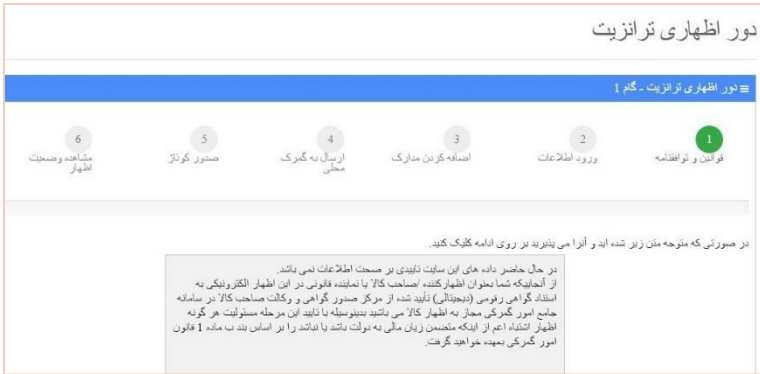 دور اظهاری ترانزیت
دور اظهاری ترانزیت - گام 1
1
قوانین و توافقنامه
2
ورود اطلاعات
3
اضافه کردن مدارک
4
ارسال به گمرک
محلی
5
صدور کوتاژ
6
مشاهده وضعیت
اظهار
در صورتی که متوجه متن زیر شده اید و آنرا می پذیرید بر روی ادامه کلیک کنید.
در حال حاضر داده های این سایت تاییدی بر صحت اطلاعات نمی باشد.
از آنجاییکه شما بعنوان اظهارکننده /صاحب کالا یا نماینده قانونی در این اظهار الکترونیکی به
استناد گواهی رقومی (دیجیتالی) تأیید شده از مرکز صدور گواهی و وکالت صاحب کالا در سامانه
جامع امور گمرکی مجاز به اظهار کالا می باشید بدینوسیله با تایید این مرحله مسئولیت هر گونه
اظهار اشتباه اعم از اینکه متضمن زیان مالی به دولت باشد یا نباشد را بر اساس بند ب ماده 1 قانون
امور گمرکی بعهده خواهید گرفت.